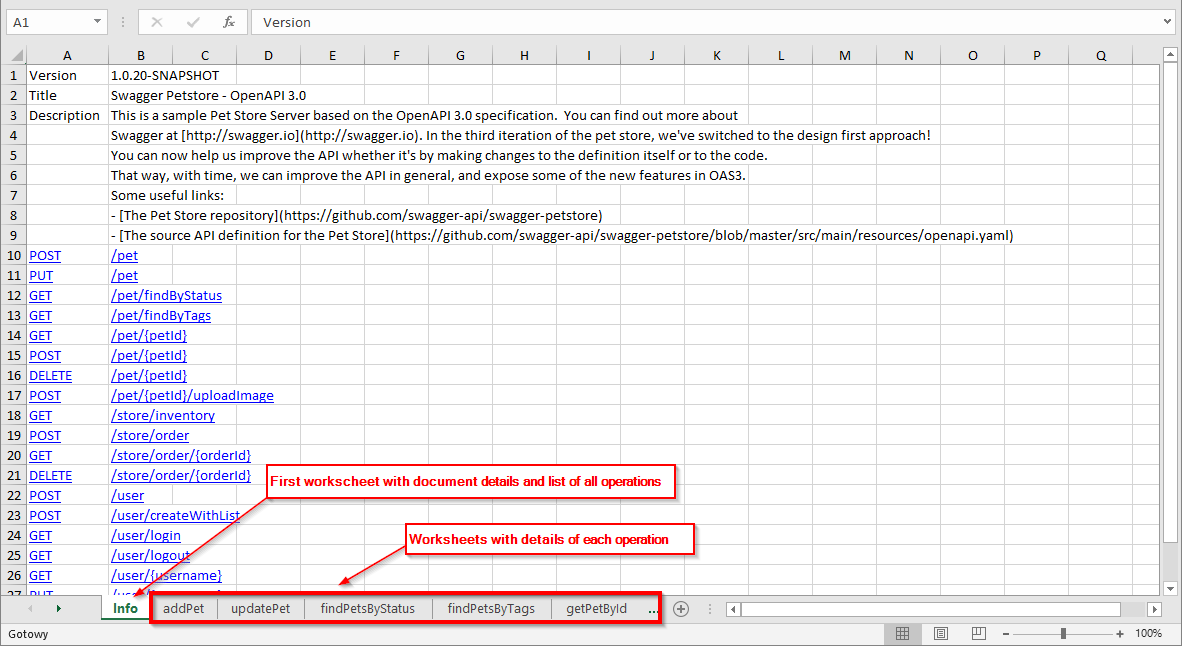 A1
fx
Version
A B C D E F G H I J K L M N O P Q
1 Version 1.0.20-SNAPSHOT
2 Title Swagger Petstore - OpenAPI 3.0
3 Description This is a sample Pet Store Server based on the OpenAPI 3.0 specification.  You can find out more about
4 Swagger at [http://swagger.io](http://swagger.io). In the third iteration of the pet store, we've switched to the design first approach!
5 You can now help us improve the API whether it's by making changes to the definition itself or to the code.
6 That way, with time, we can improve the API in general, and expose some of the new features in OAS3.
7 Some useful links:
8 - [The Pet Store repository](https://github.com/swagger-api/swagger-petstore)
9 - [The source API definition for the Pet Store](https://github.com/swagger-api/swagger-petstore/blob/master/src/main/resources/openapi.yaml)
10 POST /pet
11 PUT /pet
12 GET /pet/findByStatus
13 GET /pet/findByTags
14 GET /pet/{petId}
15 POST /pet/{petId}
16 DELETE /pet/{petId}
17 POST /pet/{petId}/uploadImage
18 GET /store/inventory
19 POST /store/order
20 GET /store/order/{orderId}
21 DELETE /store/order/{orderId}
First workscheet with document details and list of all operations
22 POST /user
23 POST /user/createWithList
24 GET /user/login
Worksheets with details of each operation
25 GET /user/logout
26 GET /user/{username}
27 PUT
Info addPet updatePet findPetsByStatus findPetsByTags getPetById ...
Gotowy
100%